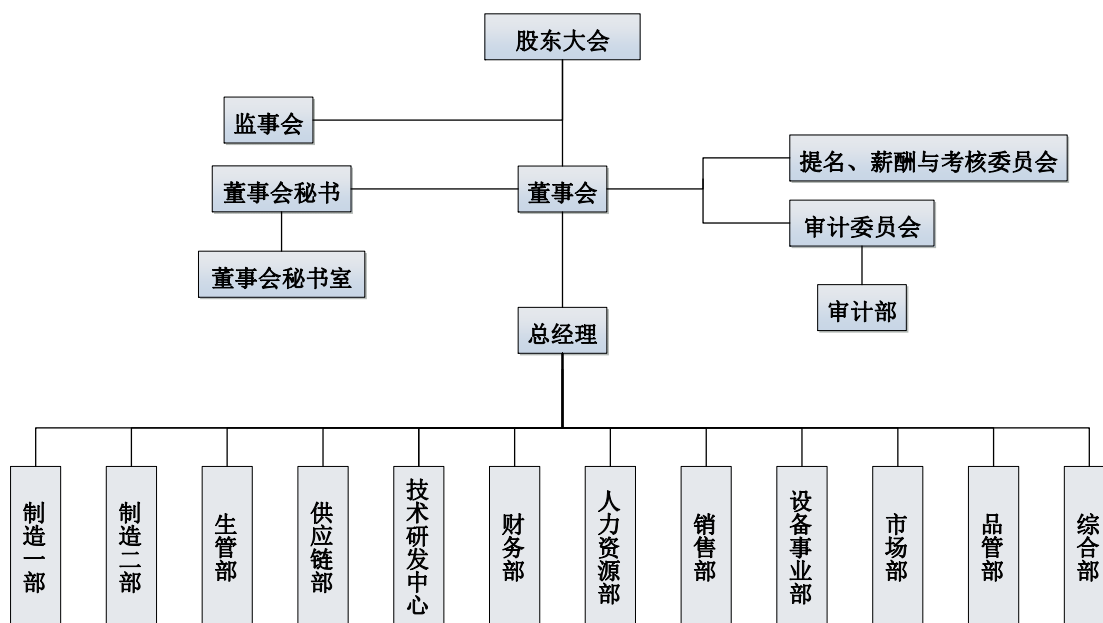 股东大会
监事会
提名、薪酬与考核委员会
董事会秘书
董事会
审计委员会
董事会秘书室
审计部
总经理
制造一部
制造二部
生管部
供应链部
技术研发中心
财务部
人力资源部
销售部
设备事业部
市场部
品管部
综合部